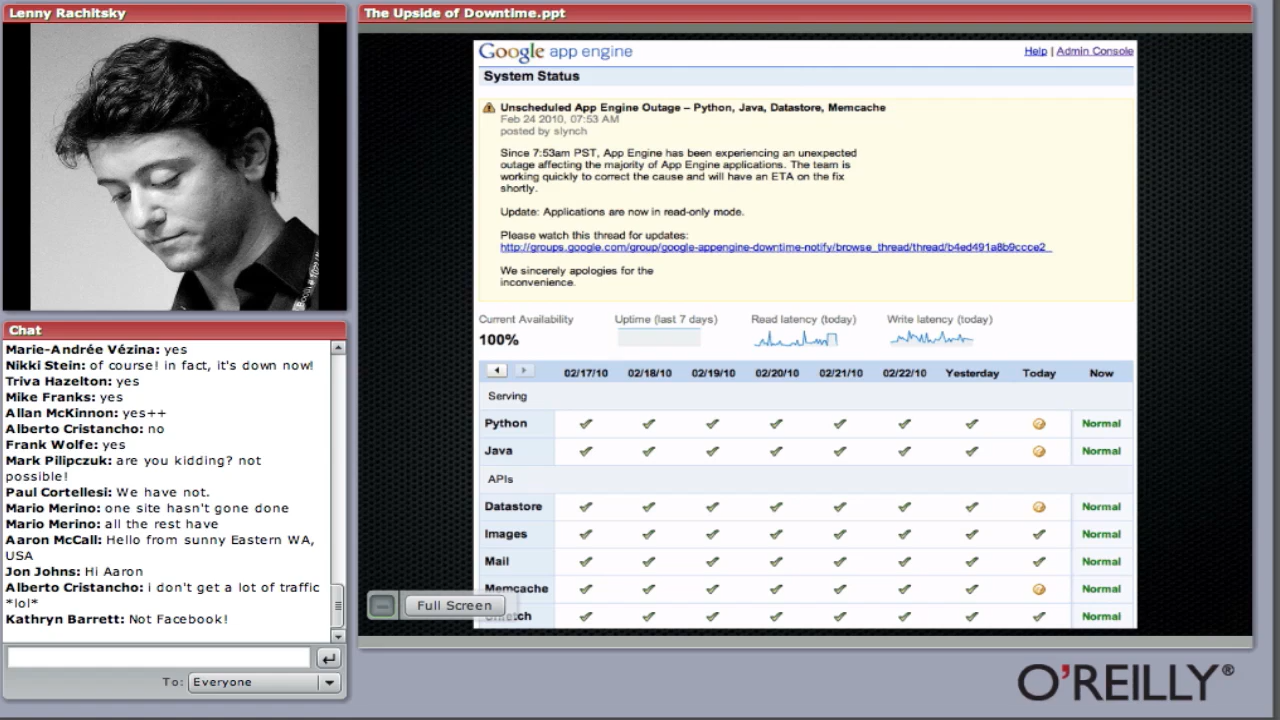 Lenny Rachitsky
The Upside of Downtime.ppt
Google app engine
Help | Admin Console
System Status
Unscheduled App Engine Outage – Python, Java, Datastore, Memcache
Feb 24 2010, 07:53 AM
posted by slynch
Since 7:53am PST, App Engine has been experiencing an unexpected
outage affecting the majority of App Engine applications. The team is
working quickly to correct the cause and will have an ETA on the fix
shortly.
Update: Applications are now in read-only mode.
Please watch this thread for updates:
http://groups.google.com/group/google-appengine-downtime-notify/browse_thread/thread/b4ed491a8b9ccce2_
We sincerely apologies for the
inconvenience.
Current Availability Uptime (last 7 days) Read latency (today) Write latency (today)
100%
02/17/10 02/18/10 02/19/10 02/20/10 02/21/10 02/22/10 Yesterday Today Now
Serving
Python Normal
Java Normal
APIs
Datastore Normal
Images Normal
Mail Normal
Memcache Normal
Normal
Full Screen
Chat
Marie-Andrée Vézina: yes
Nikki Stein: of course! in fact, it's down now!
Triva Hazelton: yes
Mike Franks: yes
Allan McKinnon: yes++
Alberto Cristancho: no
Frank Wolfe: yes
Mark Pilipczuk: are you kidding? not
possible!
Paul Cortellesi: We have not.
Mario Merino: one site hasn't gone done
Mario Merino: all the rest have
Aaron McCall: Hello from sunny Eastern WA,
USA
Jon Johns: Hi Aaron
Alberto Cristancho: i don't get a lot of traffic
*lol*
Kathryn Barrett: Not Facebook!
To: Everyone
O'REILLY®